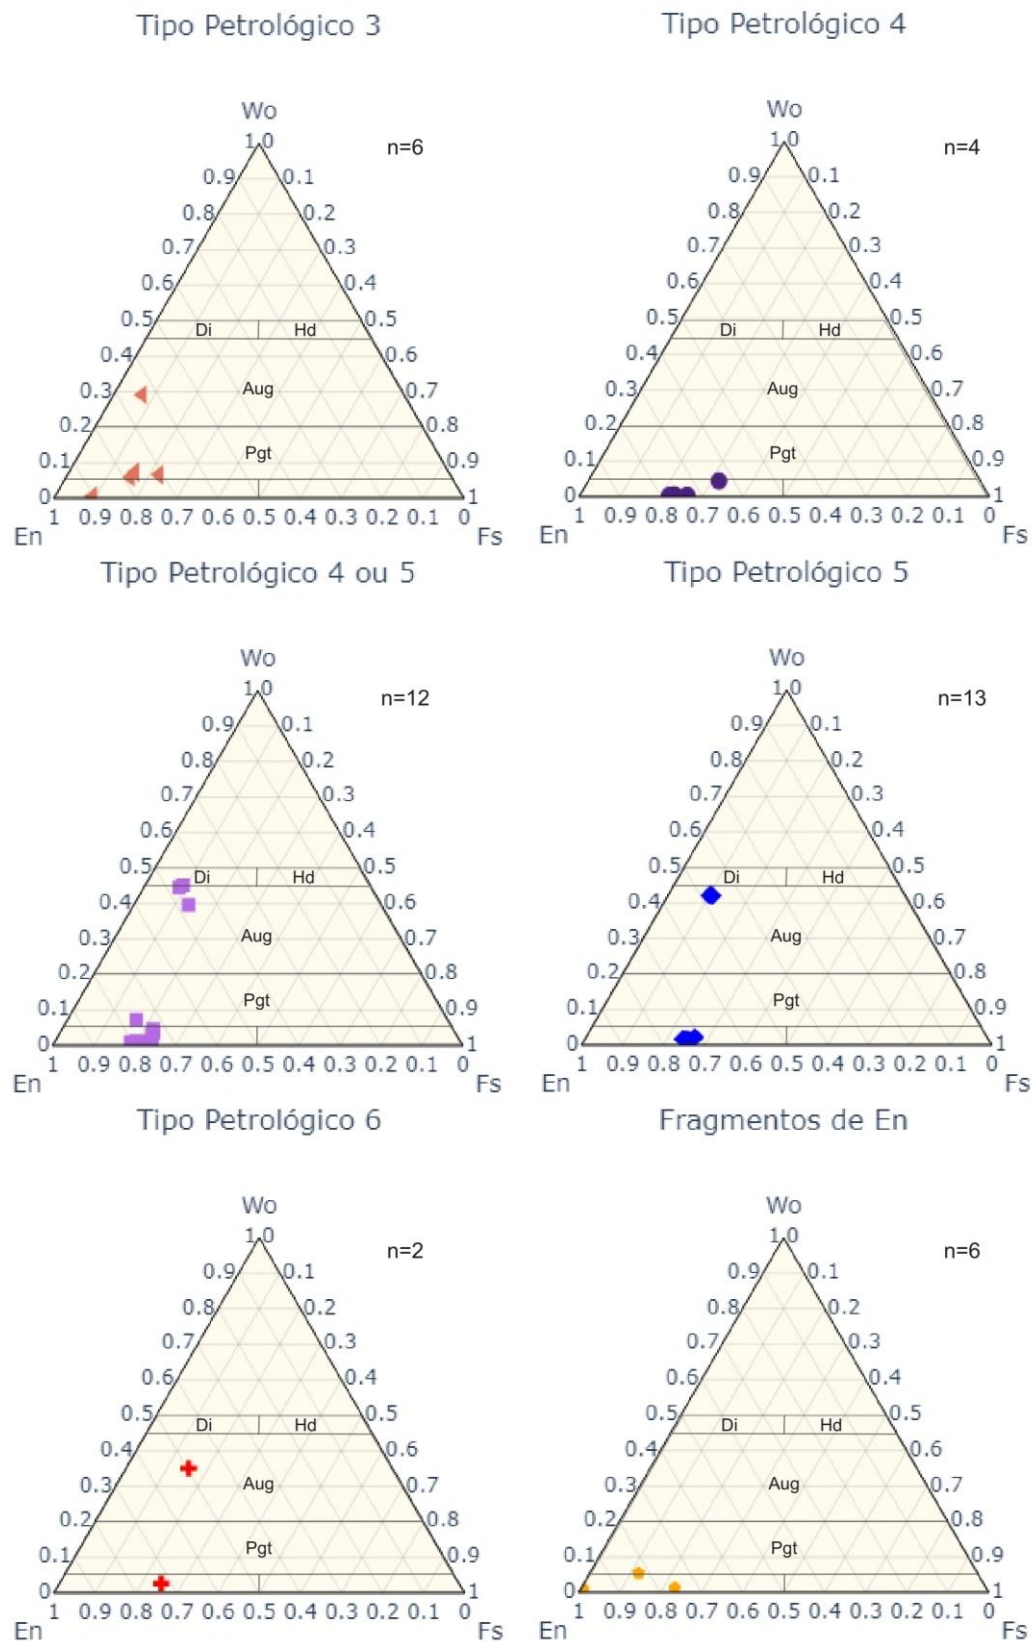 Tipo Petrológico 3
Wo
1.0
n=6
0.9 0.1
0.8 0.2
0.7 0.3
0.6 0.4
0.5 0.5
Di Hd
0.4 0.6
0.3 Aug 0.7
0.2 0.8
Pgt
0.1 0.9
0 1
1 0.9 0.8 0.7 0.6 0.5 0.4 0.3 0.2 0.1 0
En Fs
Tipo Petrológico 4
Wo
1.0
n=4
0.9 0.1
0.8 0.2
0.7 0.3
0.6 0.4
0.5 0.5
Di Hd
0.4 0.6
0.3 Aug 0.7
0.2 0.8
Pgt
0.1 0.9
0 1
1 0.9 0.8 0.7 0.6 0.5 0.4 0.3 0.2 0.1 0
En Fs
Tipo Petrológico 4 ou 5
Wo
1.0
n=12
0.9 0.1
0.8 0.2
0.7 0.3
0.6 0.4
0.5 0.5
Di Hd
0.4 0.6
0.3 Aug 0.7
0.2 0.8
Pgt
0.1 0.9
0 1
1 0.9 0.8 0.7 0.6 0.5 0.4 0.3 0.2 0.1 0
En Fs
Tipo Petrológico 5
Wo
1.0
n=13
0.9 0.1
0.8 0.2
0.7 0.3
0.6 0.4
0.5 0.5
Di Hd
0.4 0.6
0.3 Aug 0.7
0.2 0.8
Pgt
0.1 0.9
0 1
1 0.9 0.8 0.7 0.6 0.5 0.4 0.3 0.2 0.1 0
En Fs
Tipo Petrológico 6
Wo
1.0
n=2
0.9 0.1
0.8 0.2
0.7 0.3
0.6 0.4
0.5 0.5
Di Hd
0.4 0.6
0.3 Aug 0.7
0.2 0.8
Pgt
0.1 0.9
0 1
1 0.9 0.8 0.7 0.6 0.5 0.4 0.3 0.2 0.1 0
En Fs
Fragmentos de En
Wo
1.0
n=6
0.9 0.1
0.8 0.2
0.7 0.3
0.6 0.4
0.5 0.5
Di Hd
0.4 0.6
0.3 Aug 0.7
0.2 0.8
Pgt
0.1 0.9
0 1
1 0.9 0.8 0.7 0.6 0.5 0.4 0.3 0.2 0.1 0
En Fs